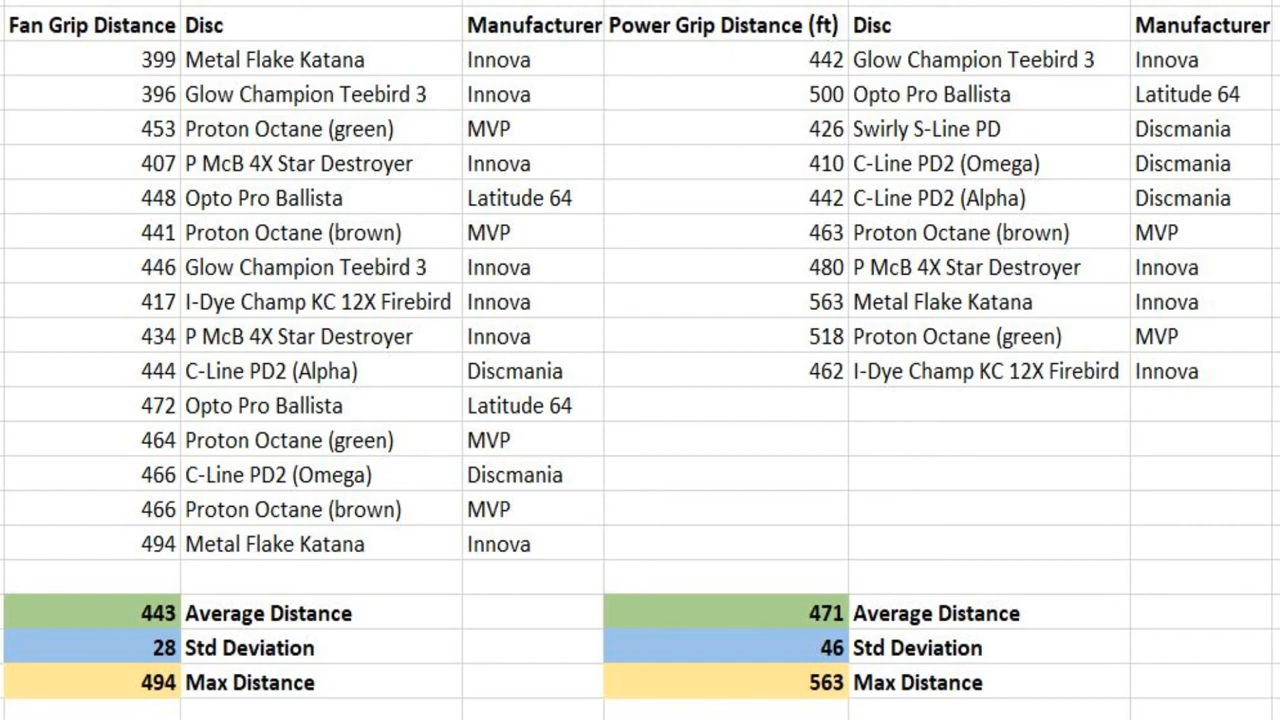 Fan Grip Distance Disc Manufacturer Power Grip Distance (ft) Disc Manufacturer
399 Metal Flake Katana Innova 442 Glow Champion Teebird 3 Innova
396 Glow Champion Teebird 3 Innova 500 Opto Pro Ballista Latitude 64
453 Proton Octane (green) MVP 426 Swirly S-Line PD Discmania
407 P McB 4X Star Destroyer Innova 410 C-Line PD2 (Omega) Discmania
448 Opto Pro Ballista Latitude 64 442 C-Line PD2 (Alpha) Discmania
441 Proton Octane (brown) MVP 463 Proton Octane (brown) MVP
446 Glow Champion Teebird 3 Innova 480 P McB 4X Star Destroyer Innova
417 I-Dye Champ KC 12X Firebird Innova 563 Metal Flake Katana Innova
434 P McB 4X Star Destroyer Innova 518 Proton Octane (green) MVP
444 C-Line PD2 (Alpha) Discmania 462 I-Dye Champ KC 12X Firebird Innova
472 Opto Pro Ballista Latitude 64
464 Proton Octane (green) MVP
466 C-Line PD2 (Omega) Discmania
466 Proton Octane (brown) MVP
494 Metal Flake Katana Innova
443 Average Distance 471 Average Distance
28 Std Deviation 46 Std Deviation
494 Max Distance 563 Max Distance